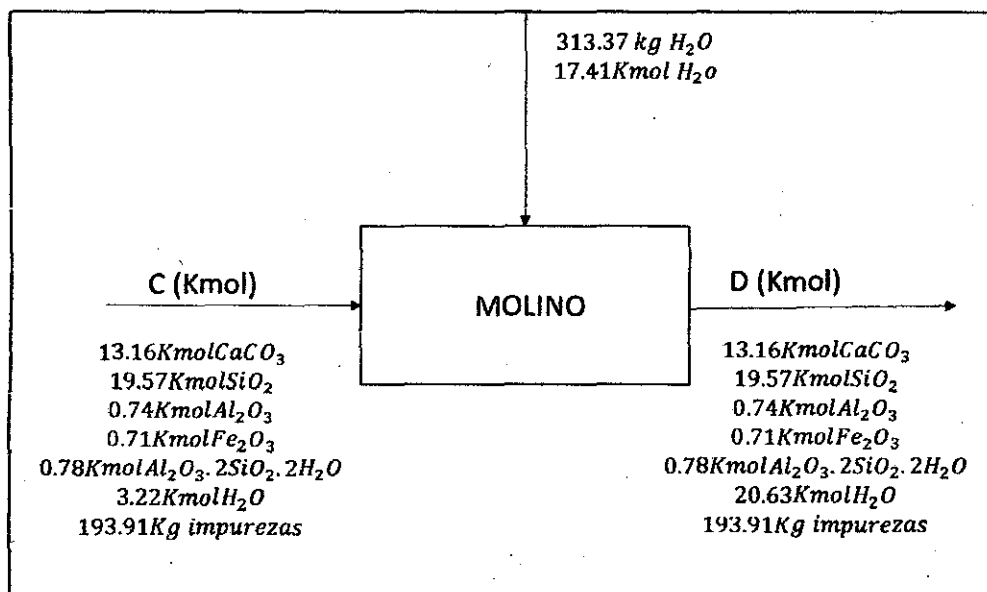 313.37 kg H₂O
17.41Kmol H₂o
C (Kmol)
MOLINO
D (Kmol)
13.16KmolCaCO₃
19.57KmolSiO₂
0.74KmolAl₂O₃
0.71KmolFe₂O₃
0.78KmolAl₂O₃.2SiO₂.2H₂O
3.22KmolH₂O
193.91Kg impurezas
13.16KmolCaCO₃
19.57KmolSiO₂
0.74KmolAl₂O₃
0.71KmolFe₂O₃
0.78KmolAl₂O₃.2SiO₂.2H₂O
20.63KmolH₂O
193.91Kg impurezas